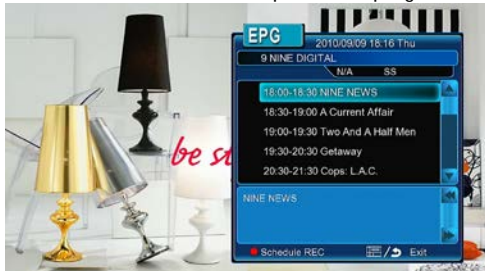 EPG
2010/09/09 18:16 Thu
9 NINE DIGITAL
N/A SS
18:00-18:30 NINE NEWS
18:30-19:00 A Current Affair
19:00-19:30 Two And A Half Men
be st
19:30-20:30 Getaway
20:30-21:30 Cops: L.A.C.
NINE NEWS
Schedule REC / Exit